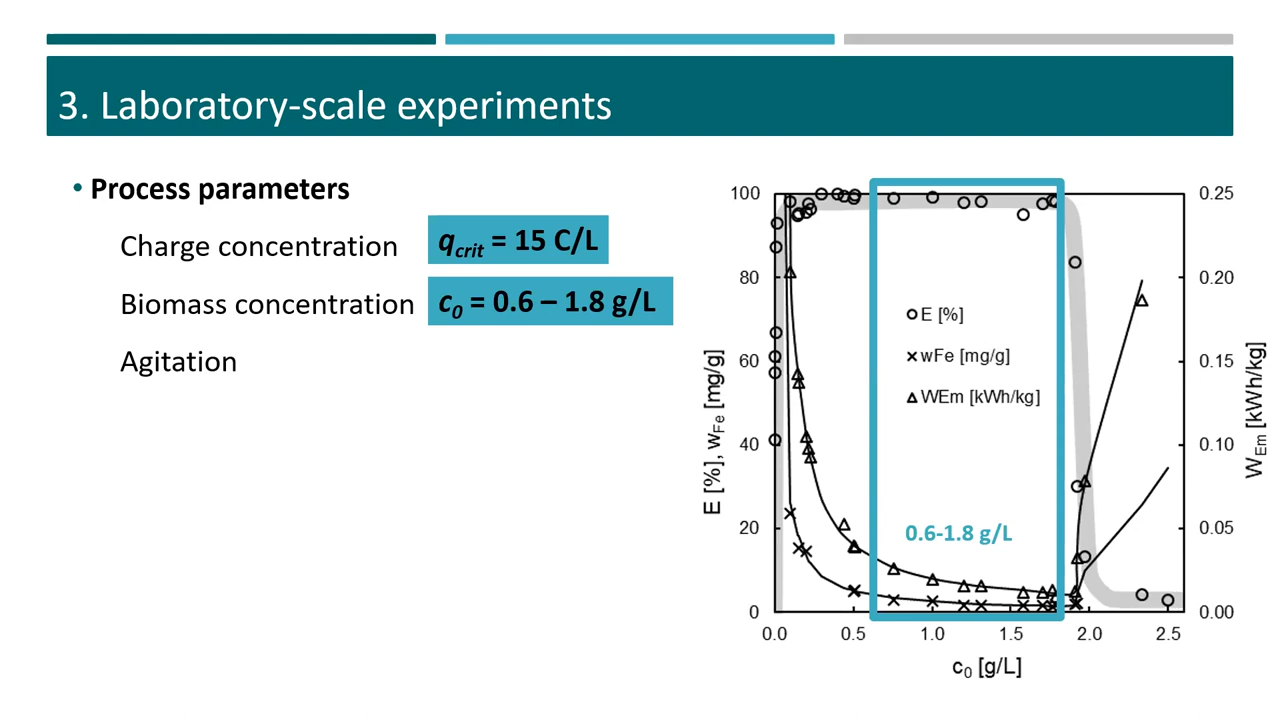 3. Laboratory-scale experiments
• Process parameters
Charge concentration
qcrit = 15 C/L
Biomass concentration
c0 = 0.6 – 1.8 g/L
Agitation
E [%], wFe [mg/g]
100
80
60
40
20
0
0.25
0.20
0.15
0.10
0.05
0.00
WEm [kWh/kg]
E [%]
wFe [mg/g]
WEm [kWh/kg]
0.6-1.8 g/L
0.0 0.5 1.0 1.5 2.0 2.5
c0 [g/L]